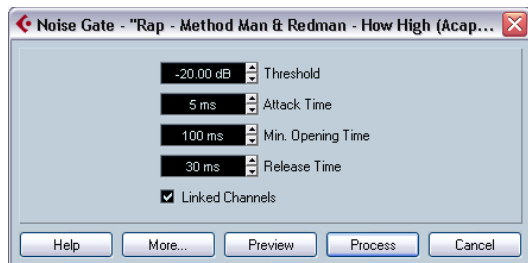 Noise Gate - "Rap - Method Man & Redman - How High (Acap...
-20.00 dB Threshold
5 ms Attack Time
100 ms Min. Opening Time
30 ms Release Time
Linked Channels
Help More... Preview Process Cancel